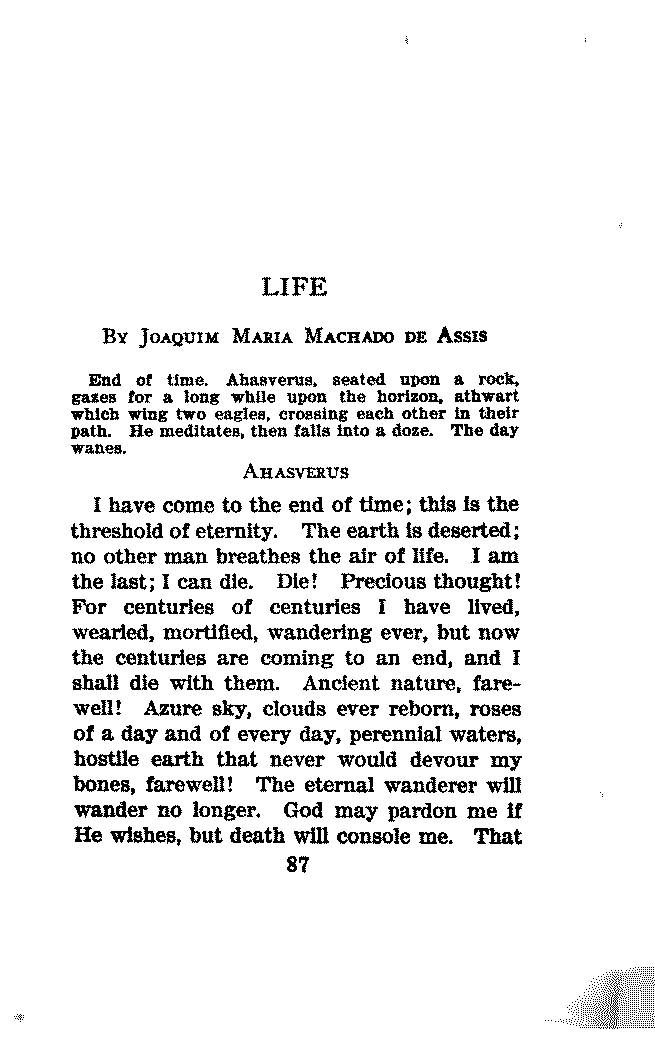 LIFE
By Joaquim Maria Machado de Assis
End of time. Ahasverus, seated upon a rock,
gazes for a long while upon the horizon, athwart
which wing two eagles, crossing each other in their
path. He meditates, then falls into a doze. The day
wanes.
Ahasverus
I have come to the end of time; this is the
threshold of eternity. The earth is deserted;
no other man breathes the air of life. I am
the last; I can die. Die! Precious thought!
For centuries of centuries I have lived,
wearied, mortified, wandering ever, but now
the centuries are coming to an end, and I
shall die with them. Ancient nature, fare-
well! Azure sky, clouds ever reborn, roses
of a day and of every day, perennial waters,
hostile earth that never would devour my
bones, farewell! The eternal wanderer will
wander no longer. God may pardon me if
He wishes, but death will console me. That
87